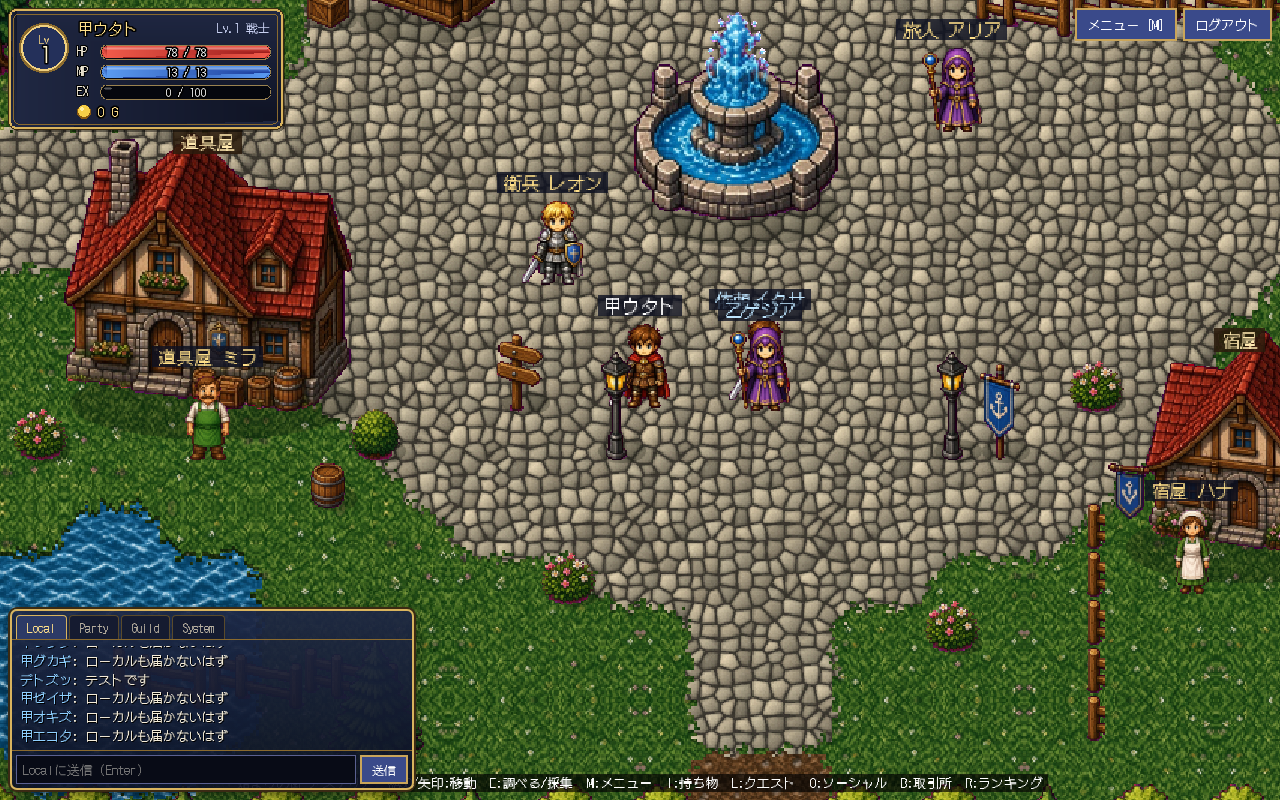 甲ウタト
Lv.1 戦士
Lv
1
HP 78 / 78
MP 13 / 13
EX 0 / 100
0 G
メニュー [M]
ログアウト
旅人 アリア
道具屋
衛兵 レオン
甲ウタト
乙ゲジア
宿屋
道具屋 ミラ
宿屋 ハナ
Local Party Guild System
甲グカギ: ローカルも届かないはず
デトズッ: テストです
甲ゼイザ: ローカルも届かないはず
甲オキズ: ローカルも届かないはず
甲エコタ: ローカルも届かないはず
Localに送信 (Enter)
送信
矢印:移動 E:調べる/採集 M:メニュー I:持ち物 L:クエスト O:ソーシャル B:取引所 R:ランキング